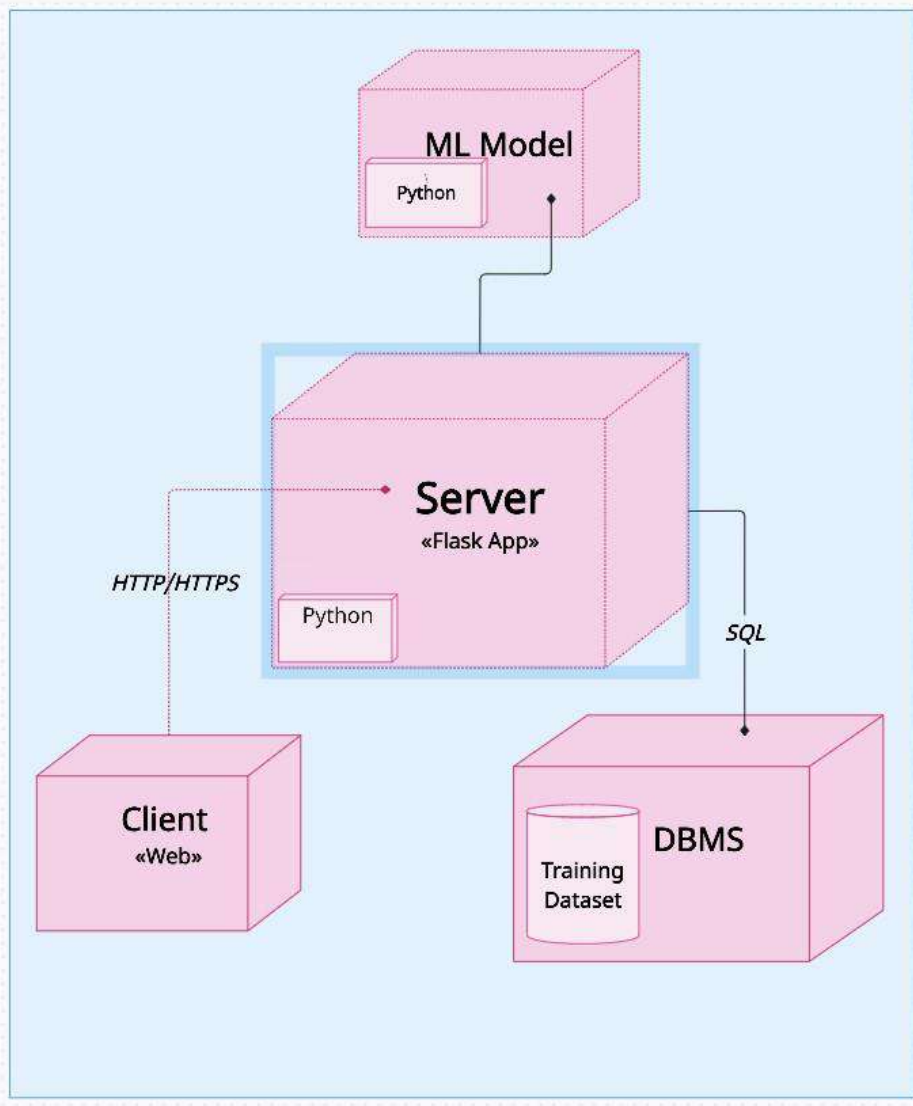 ML Model
Python
Server
«Flask App»
HTTP/HTTPS
Python
SQL
Client
«Web»
DBMS
Training
Dataset